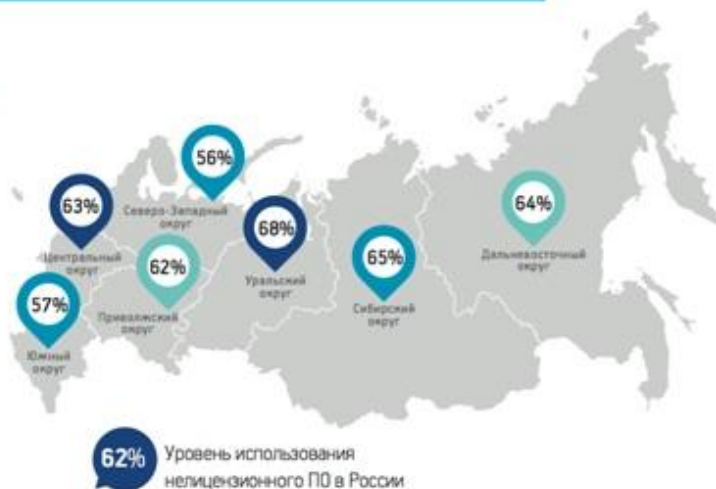 56%
Северо-Западный
округ
63%
Центральный
округ
68%
Уральский
округ
64%
Дальневосточный
округ
62%
Приволжский
округ
65%
Сибирский
округ
57%
Южный
округ
62%
Уровень использования
нелицензионного ПО в России